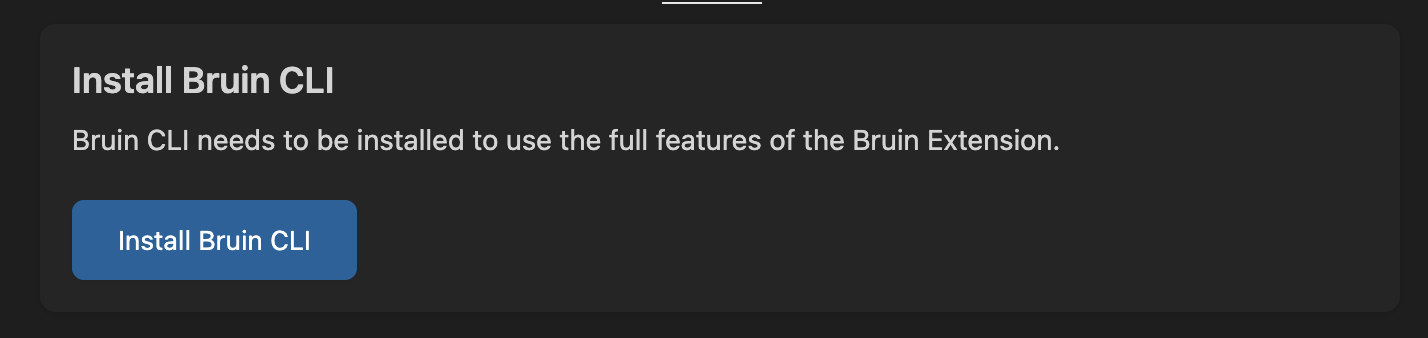 Install Bruin CLI
Bruin CLI needs to be installed to use the full features of the Bruin Extension.
Install Bruin CLI